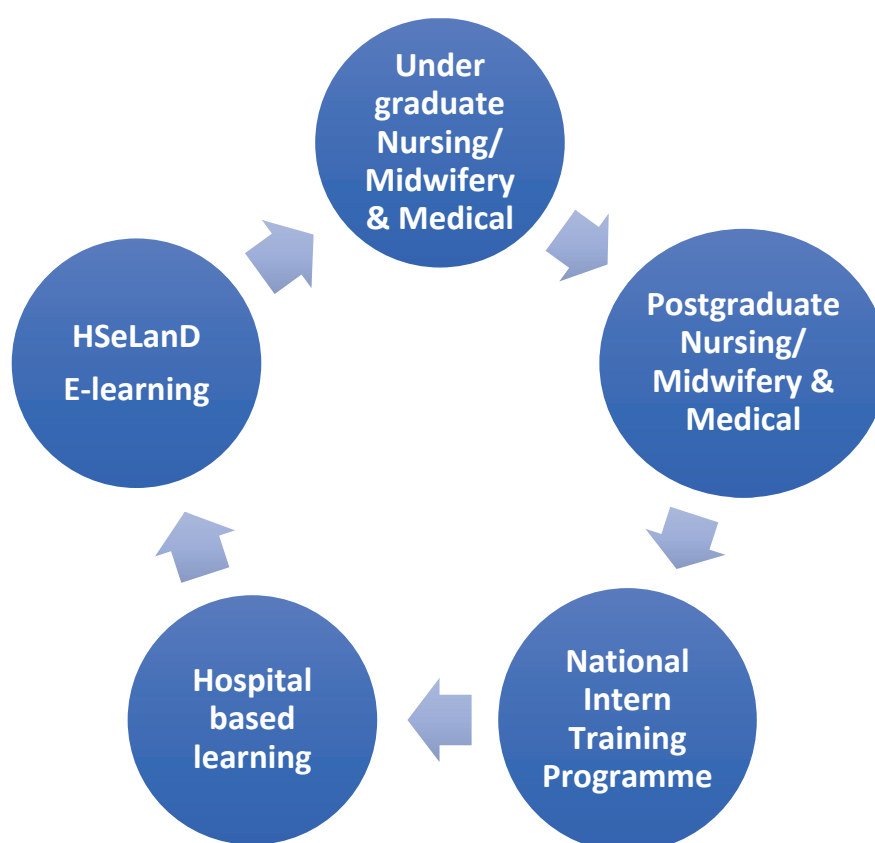 Under
graduate
Nursing/
Midwifery
& Medical
Postgraduate
Nursing/
Midwifery &
Medical
National
Intern
Training
Programme
Hospital
based
learning
HSeLanD
E-learning